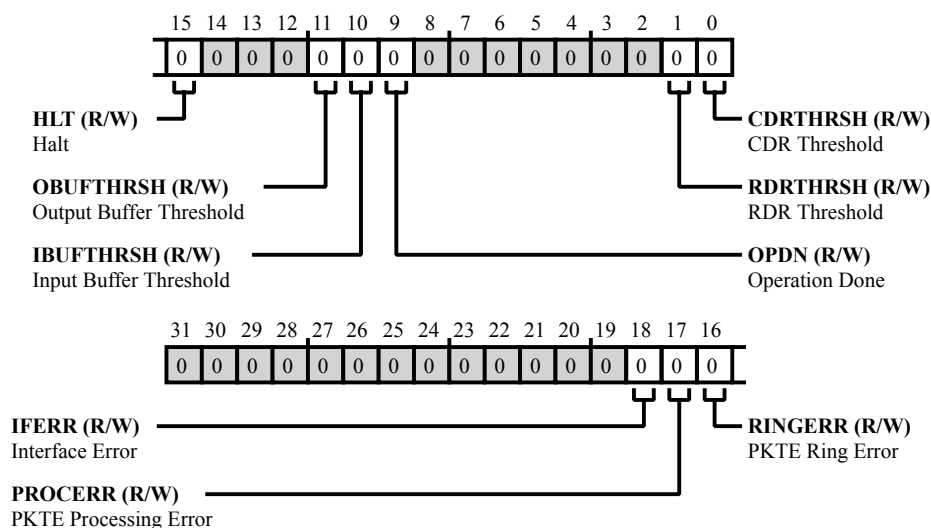 15 14 13 12 11 10 9 8 7 6 5 4 3 2 1 0
0 0 0 0 0 0 0 0 0 0 0 0 0 0 0 0
HLT (R/W)
Halt
CDRTHRSH (R/W)
CDR Threshold
OBUFTHRSH (R/W)
Output Buffer Threshold
RDRTHRSH (R/W)
RDR Threshold
IBUFTHRSH (R/W)
Input Buffer Threshold
OPDN (R/W)
Operation Done
31 30 29 28 27 26 25 24 23 22 21 20 19 18 17 16
0 0 0 0 0 0 0 0 0 0 0 0 0 0 0 0
IFERR (R/W)
Interface Error
RINGERR (R/W)
PKTE Ring Error
PROCERR (R/W)
PKTE Processing Error